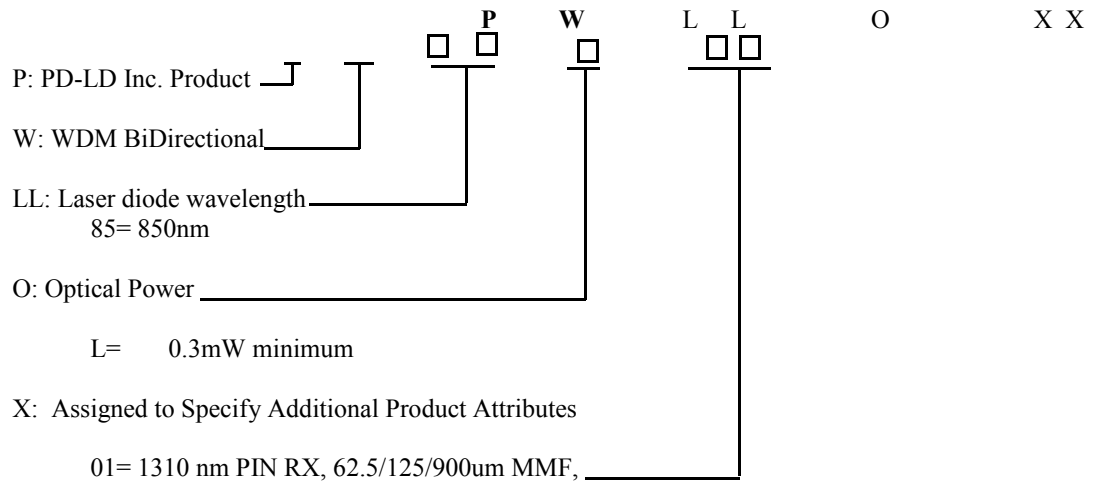 P W L L O X X
P: PD-LD Inc. Product
W: WDM BiDirectional
LL: Laser diode wavelength
85= 850nm
O: Optical Power
L= 0.3mW minimum
X: Assigned to Specify Additional Product Attributes
01= 1310 nm PIN RX, 62.5/125/900um MMF,